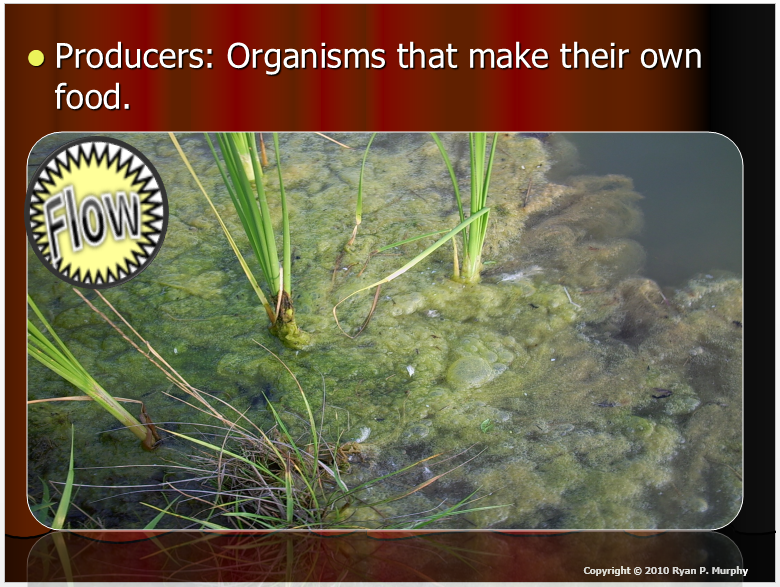 Producers: Organisms that make their own
food.
Flow
Copyright © 2010 Ryan P. Murphy